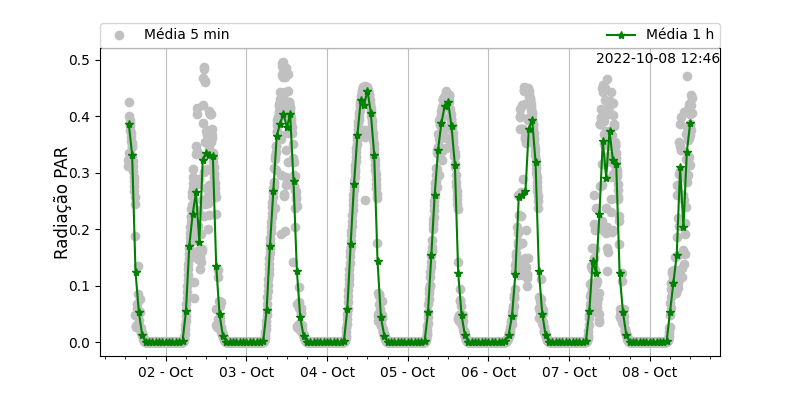 Média 5 min
Média 1 h
2022-10-08 12:46
Radiação PAR
0.5
0.4
0.3
0.2
0.1
0.0
02 - Oct
03 - Oct
04 - Oct
05 - Oct
06 - Oct
07 - Oct
08 - Oct